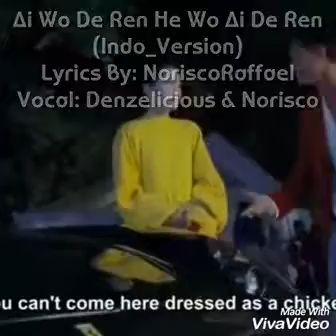 Ai Wo De Ren He Wo Ai De Ren
(Indo_Version)
Lyrics By: NoriscoRaffael
Vocal: Denzelicious & Norisco
can't come here dressed as a
Made With
VivaVideo